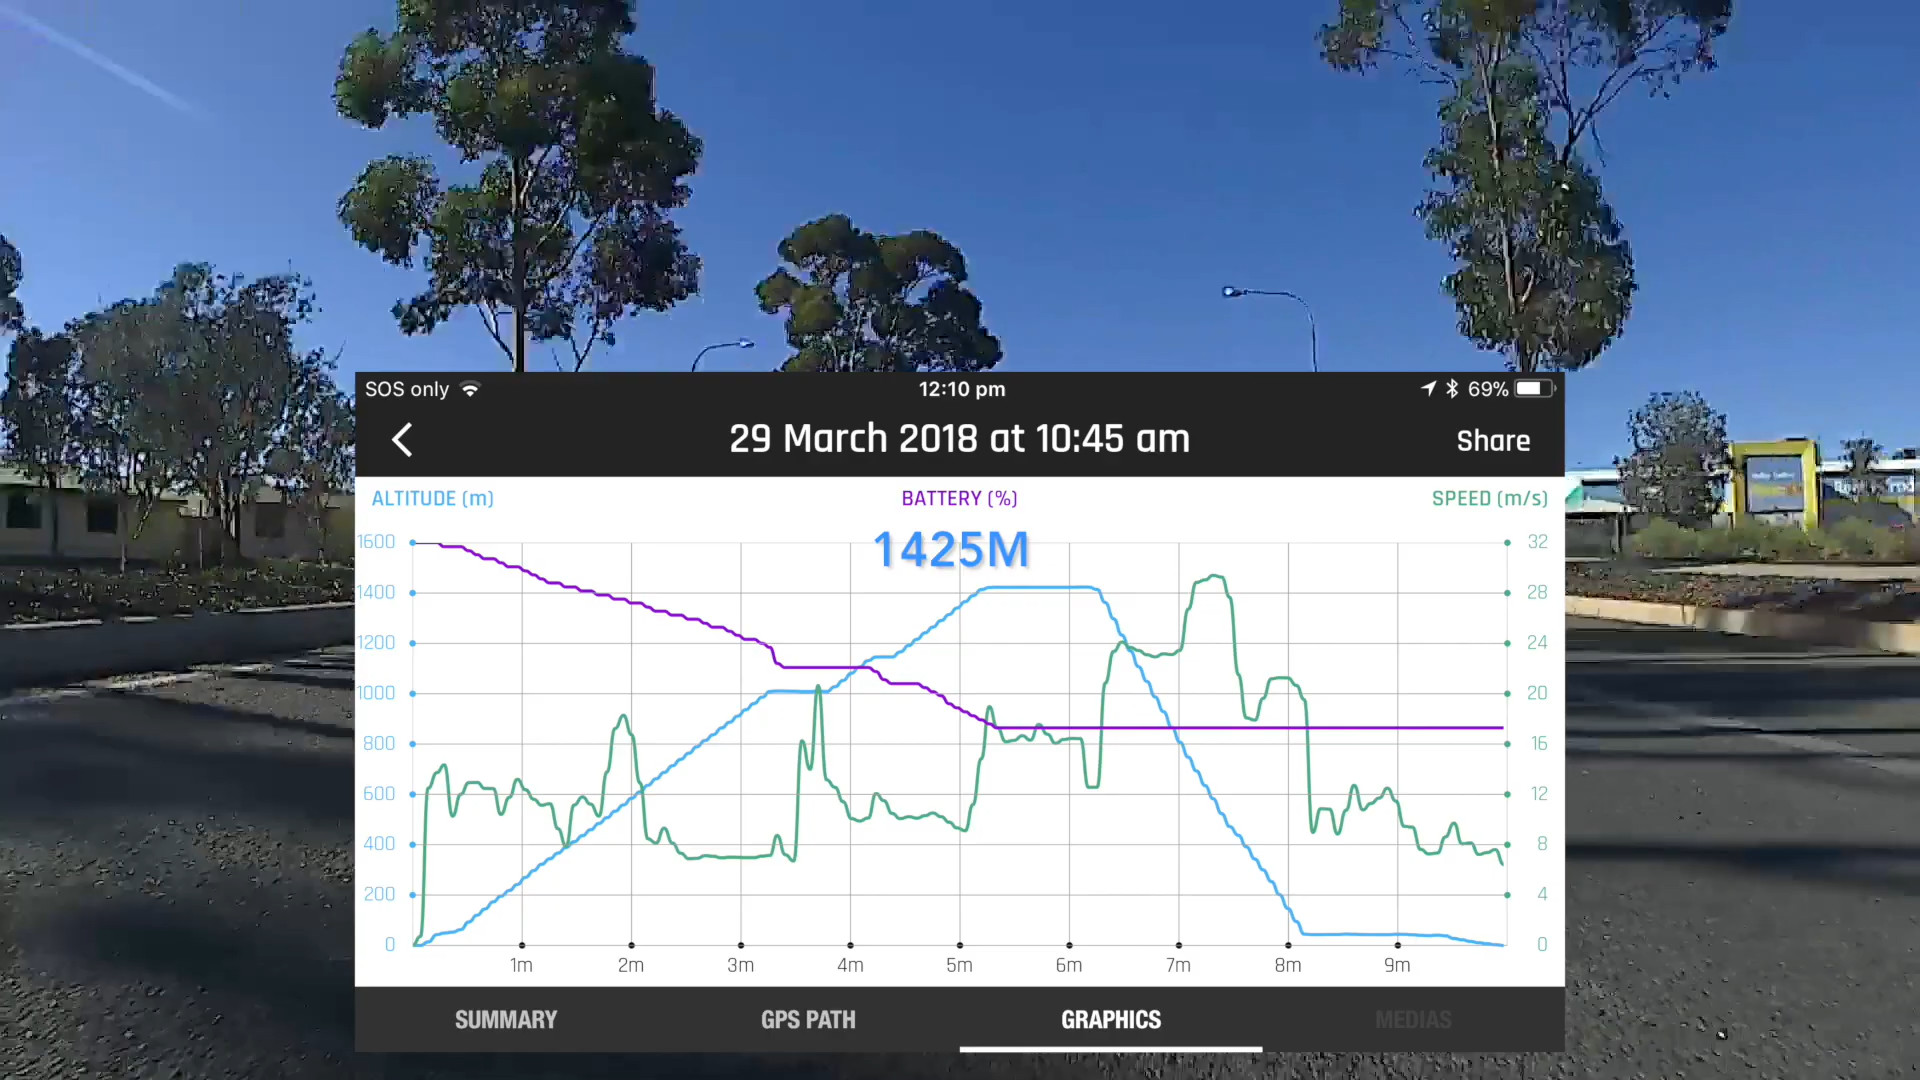 SOS only
12:10 pm
69%
29 March 2018 at 10:45 am
Share
ALTITUDE (m)
BATTERY (%)
SPEED (m/s)
1425M
1600
32
1400
28
1200
24
1000
20
800
16
600
12
400
8
200
4
0
0
1m
2m
3m
4m
5m
6m
7m
8m
9m
SUMMARY
GPS PATH
GRAPHICS
MEDIAS